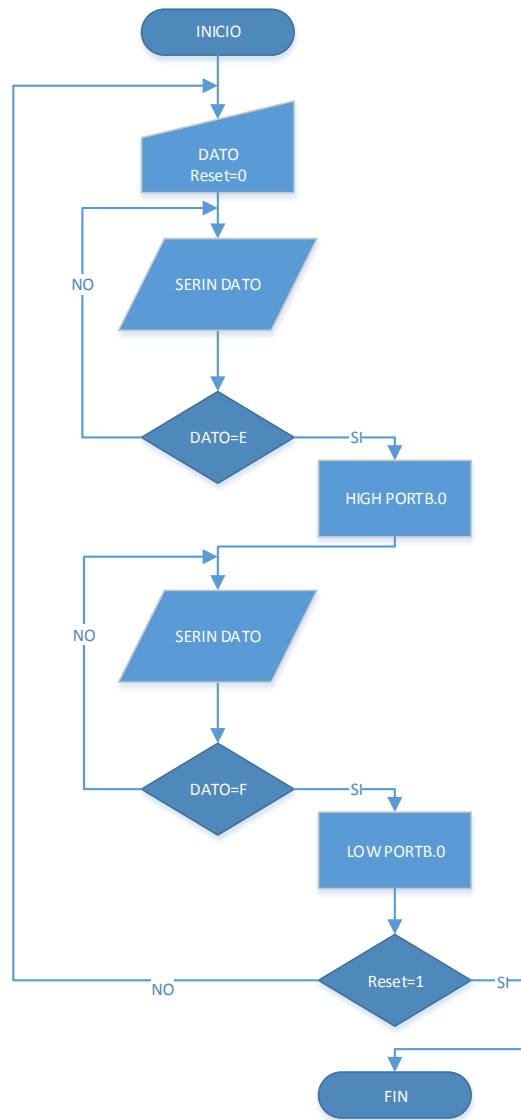 INICIO
DATO
Reset=0
NO
SERIN DATO
DATO=E
SI
HIGH PORTB.0
NO
SERIN DATO
DATO=F
SI
LOW PORTB.0
Reset=1
NO
SI
FIN